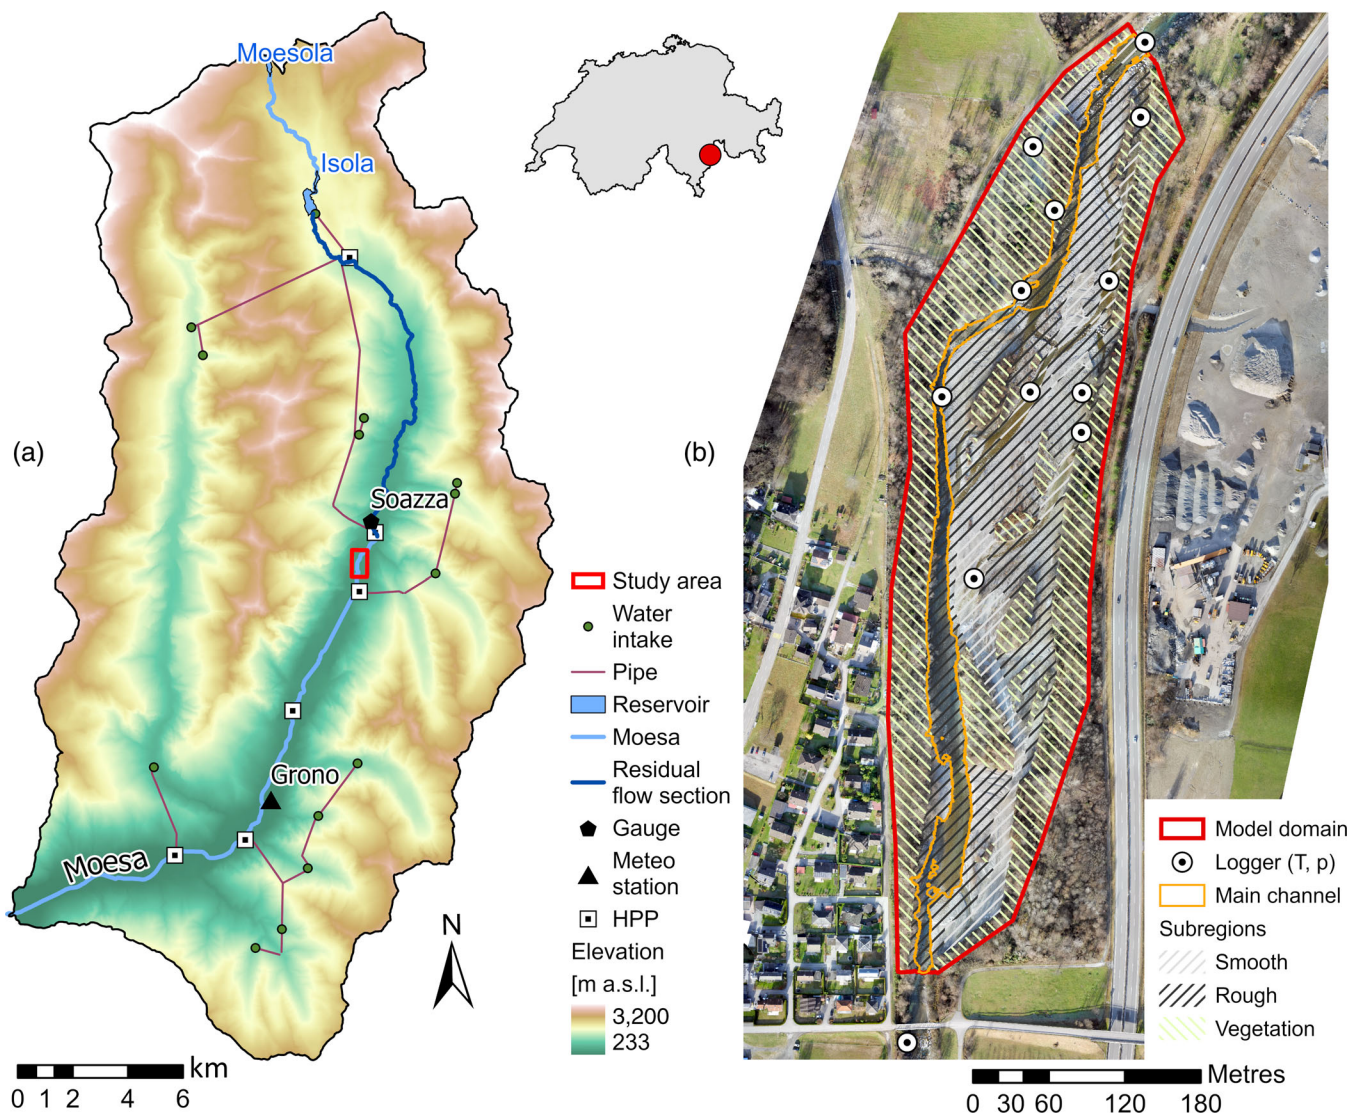 Moesola
Isola
(a)
Soazza
Grono
Moesa
Study area
Water
intake
Pipe
Reservoir
Moesa
Residual
flow section
Gauge
Meteo
station
HPP
Elevation
[m a.s.l.]
3,200
233
N
km
0 1 2 4 6
(b)
Model domain
Logger (T, p)
Main channel
Subregions
Smooth
Rough
Vegetation
Metres
0 30 60 120 180